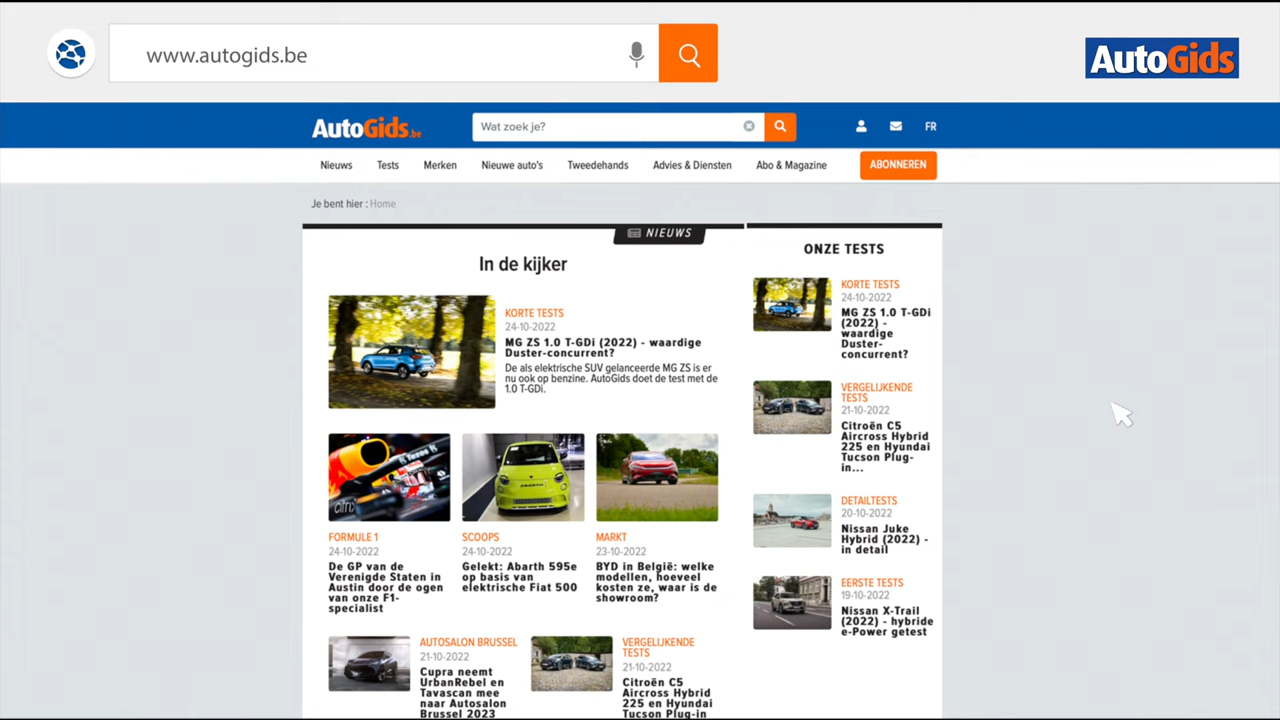 www.autogids.be
AutoGids
AutoGids.be
Wat zoek je?
FR
Nieuws
Tests
Merken
Nieuwe auto's
Tweedehands
Advies & Diensten
Abo & Magazine
ABONNEREN
Je bent hier : Home
NIEUWS
In de kijker
KORTE TESTS
24-10-2022
MG ZS 1.0 T-GDi (2022) - waardige
Duster-concurrent?
De als elektrische SUV gelanceerde MG ZS is er
nu ook op benzine. AutoGids doet de test met de
1.0 T-GDi.
FORMULE 1
24-10-2022
De GP van de
Verenigde Staten in
Austin door de ogen
van onze F1-
specialist
SCOOPS
24-10-2022
Gelekt: Abarth 595e
op basis van
elektrische Fiat 500
MARKT
23-10-2022
BYD in België: welke
modellen, hoeveel
kosten ze, waar is de
showroom?
AUTOSALON BRUSSEL
21-10-2022
Cupra neemt
UrbanRebel en
Tavascan mee
naar Autosalon
Brussel 2023
VERGELIJKENDE
TESTS
21-10-2022
Citroën C5
Aircross Hybrid
225 en Hyundai
Tucson Plug-in
ONZE TESTS
KORTE TESTS
24-10-2022
MG ZS 1.0 T-GDi
(2022) -
waardige
Duster-
concurrent?
VERGELIJKENDE
TESTS
21-10-2022
Citroën C5
Aircross Hybrid
225 en Hyundai
Tucson Plug-
in...
DETAILTESTS
20-10-2022
Nissan Juke
Hybrid (2022) -
in detail
EERSTE TESTS
19-10-2022
Nissan X-Trail
(2022) - hybride
e-Power getest